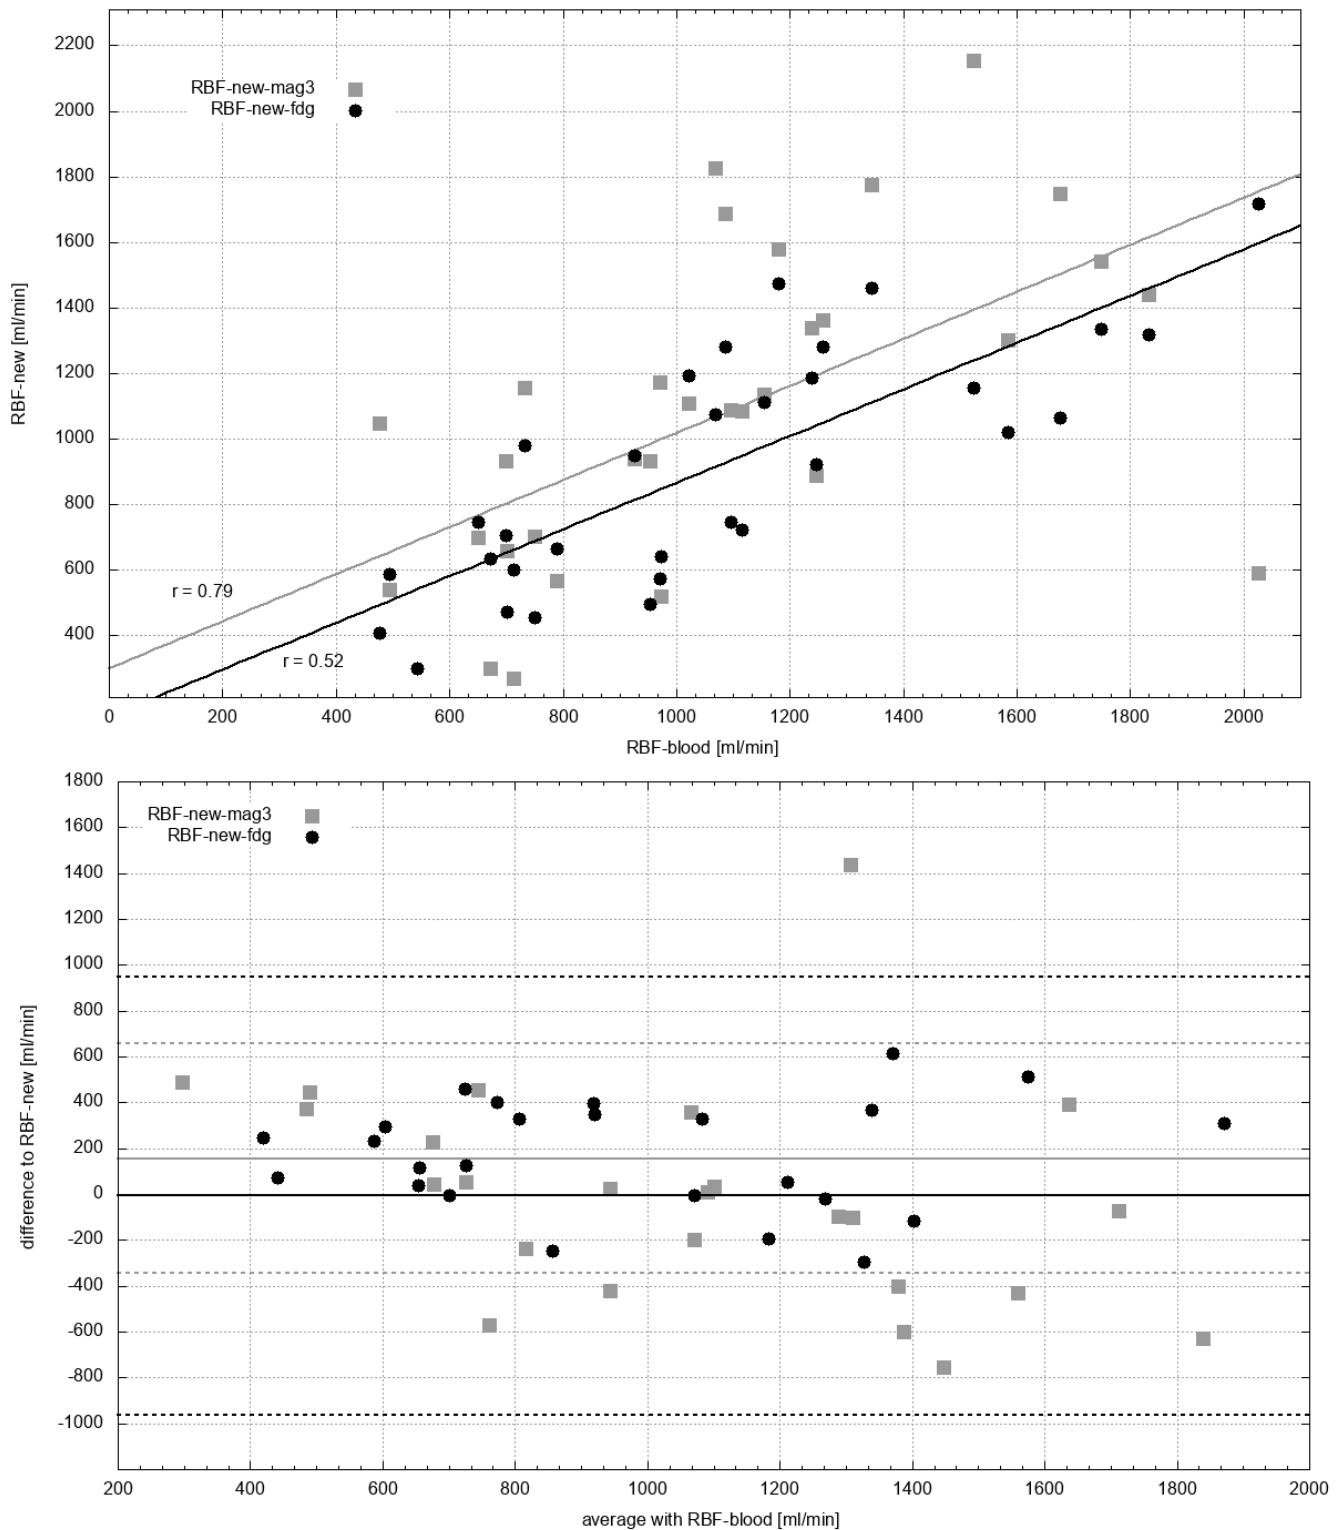 2200
2000
1800
1600
1400
1200
1000
800
600
400
RBF-new [ml/min]
RBF-new-mag3
RBF-new-fdg
r = 0.79
r = 0.52
0 200 400 600 800 1000 1200 1400 1600 1800 2000
RBF-blood [ml/min]
1800
1600
1400
1200
1000
800
600
400
200
0
-200
-400
-600
-800
-1000
difference to RBF-new [ml/min]
RBF-new-mag3
RBF-new-fdg
200 400 600 800 1000 1200 1400 1600 1800 2000
average with RBF-blood [ml/min]